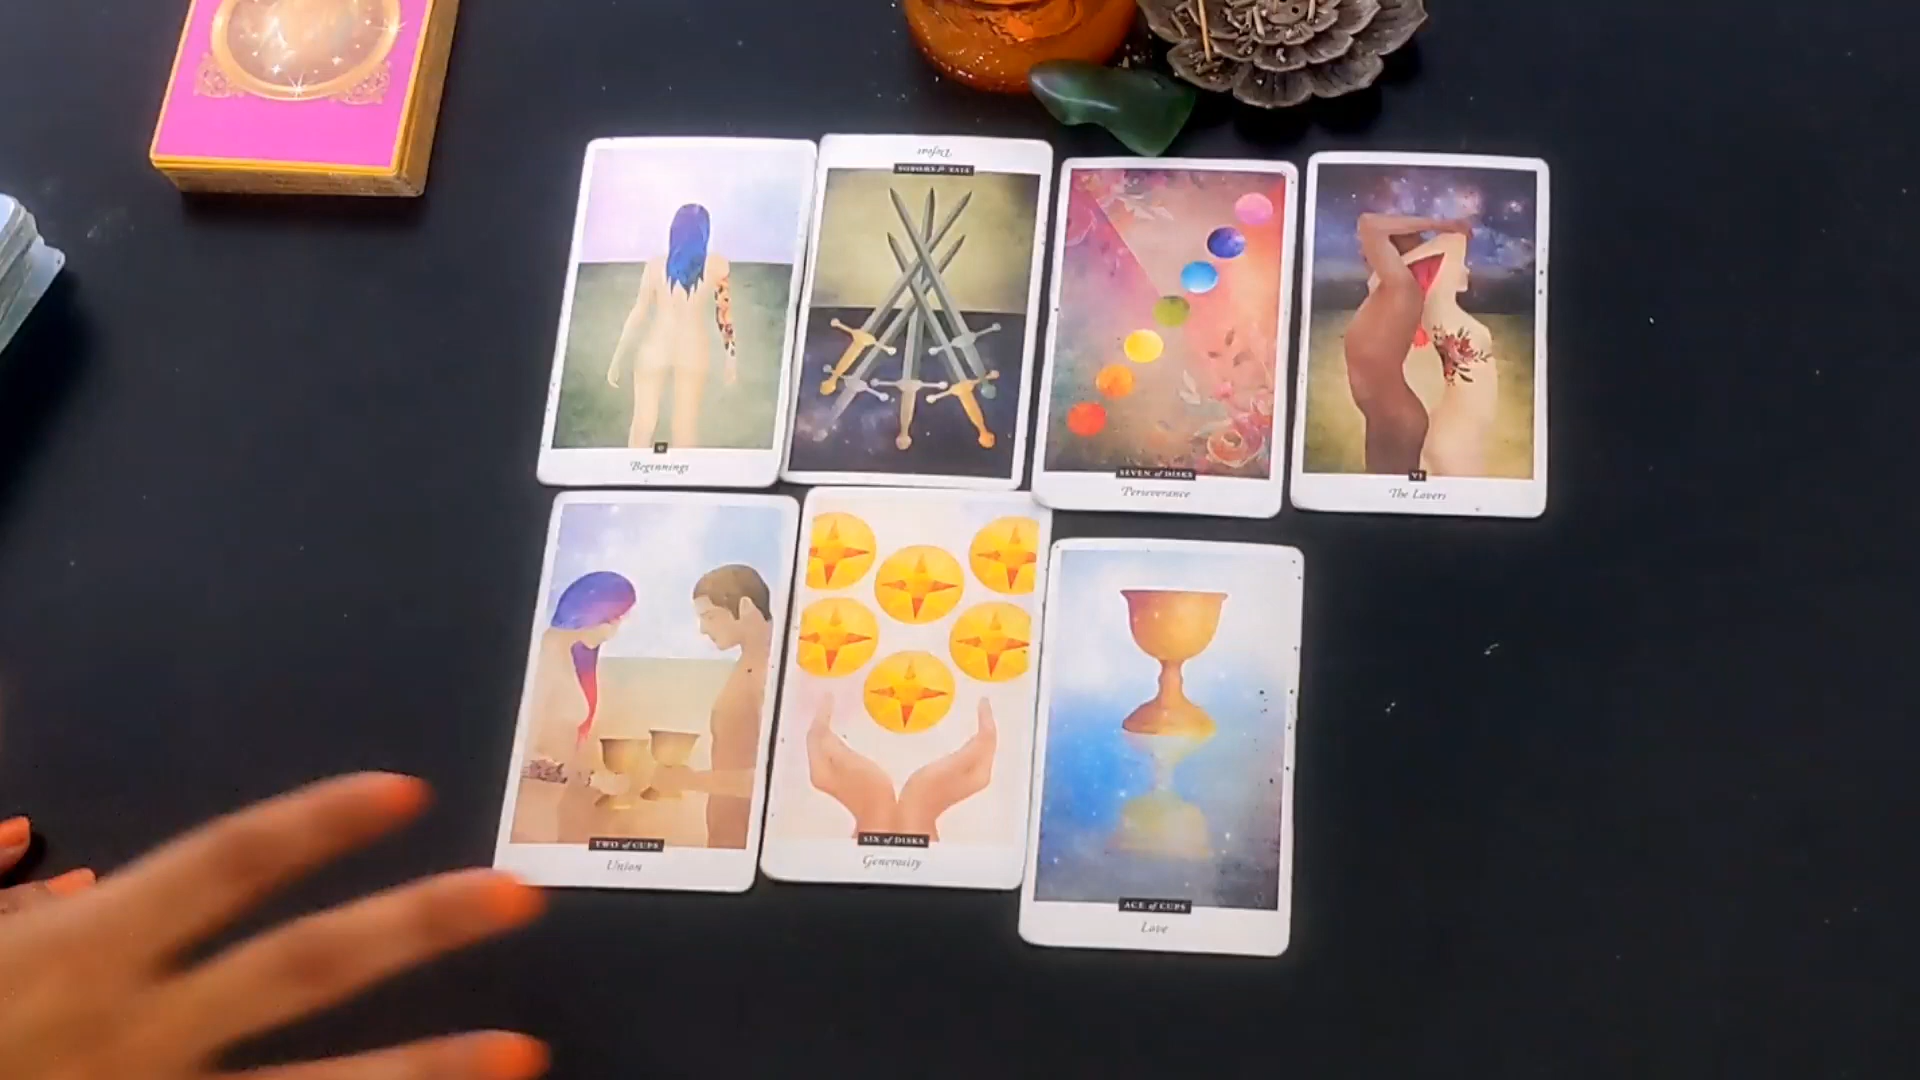 0
Beginnings
Defeat
FIVE of SWORDS
SEVEN of DISKS
Perseverance
VI
The Lovers
TWO of CUPS
Union
SIX of DISKS
Generosity
ACE of CUPS
Love